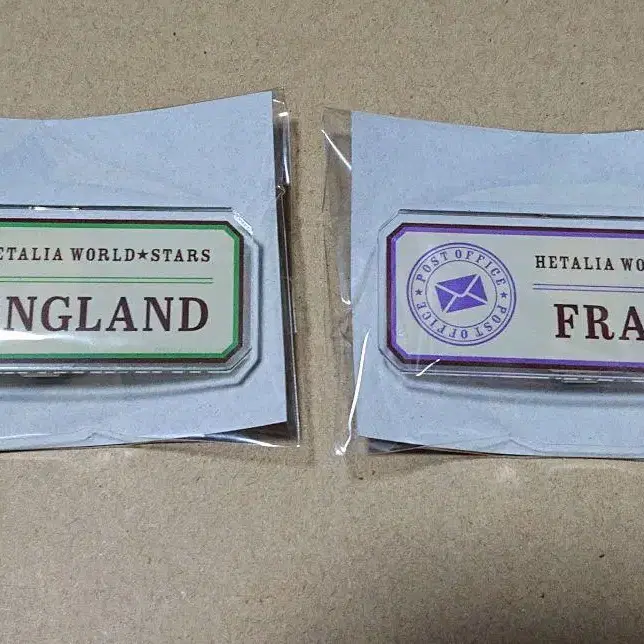 ETALIA WORLD★STARS
NGLAND
POST OFFICE ★ POST OFFICE ★
HETALIA WO
FRA